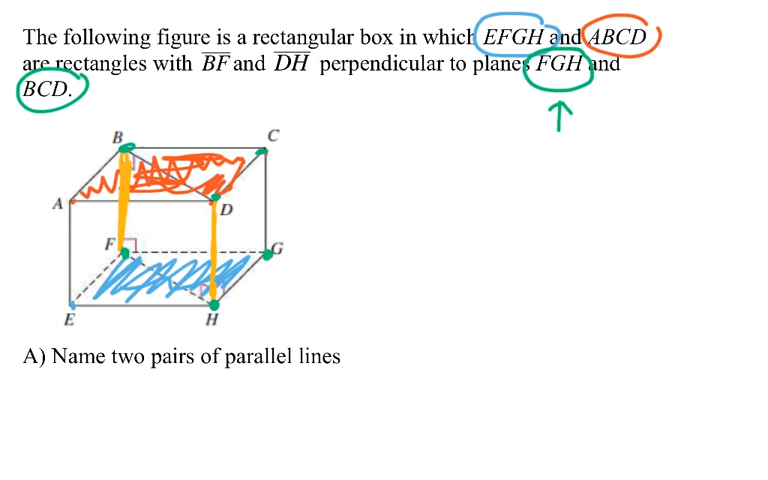 The following figure is a rectangular box in which EFGH and ABCD
are rectangles with BF and DH perpendicular to planes FGH and
BCD.
B
C
A
D
F
G
E
H
A) Name two pairs of parallel lines